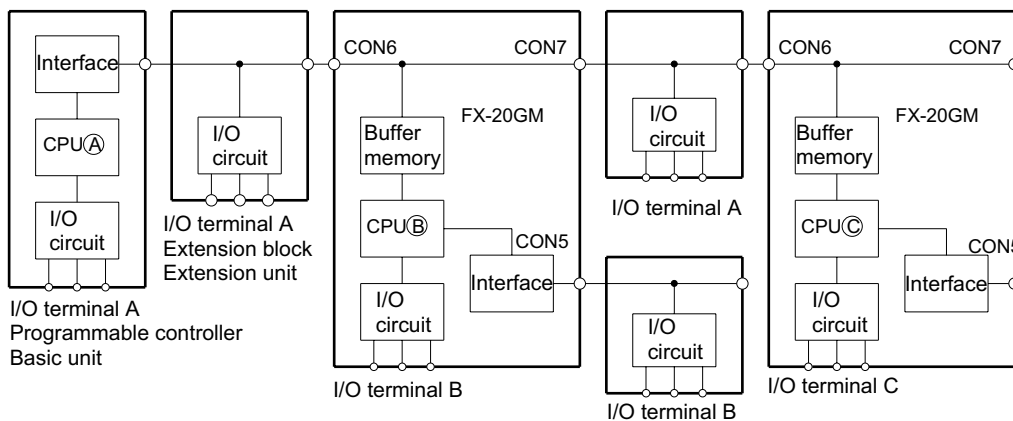 Interface
CPUⒶ
I/O
circuit
I/O terminal A
Programmable controller
Basic unit
I/O
circuit
I/O terminal A
Extension block
Extension unit
CON6
CON7
FX-20GM
Buffer
memory
CPUⒷ
CON5
Interface
I/O
circuit
I/O terminal B
I/O
circuit
I/O terminal A
I/O
circuit
I/O terminal B
CON6
CON7
FX-20GM
Buffer
memory
CPUⒸ
CON5
Interface
I/O
circuit
I/O terminal C